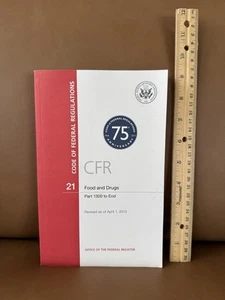 CODE OF FEDERAL REGULATIONS
75
ANNIVERSARY
CFR
21
Food and Drugs
Part 1300 to End
Revised as of April 1, 2012
OFFICE OF THE FEDERAL REGISTER